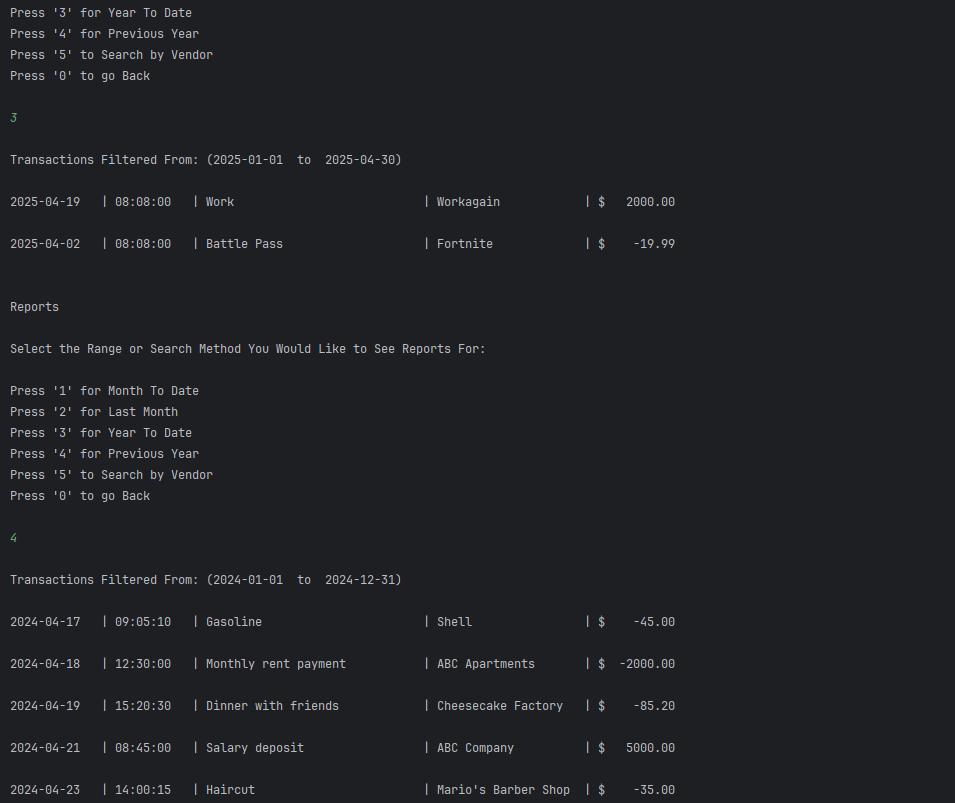 Press '3' for Year To Date
Press '4' for Previous Year
Press '5' to Search by Vendor
Press '0' to go Back
3
Transactions Filtered From: (2025-01-01  to  2025-04-30)
2025-04-19   | 08:08:00   | Work                           | Workagain            | $   2000.00
2025-04-02   | 08:08:00   | Battle Pass                    | Fortnite             | $    -19.99
Reports
Select the Range or Search Method You Would Like to See Reports For:
Press '1' for Month To Date
Press '2' for Last Month
Press '3' for Year To Date
Press '4' for Previous Year
Press '5' to Search by Vendor
Press '0' to go Back
4
Transactions Filtered From: (2024-01-01  to  2024-12-31)
2024-04-17   | 09:05:10   | Gasoline                       | Shell                | $    -45.00
2024-04-18   | 12:30:00   | Monthly rent payment           | ABC Apartments       | $  -2000.00
2024-04-19   | 15:20:30   | Dinner with friends            | Cheesecake Factory   | $    -85.20
2024-04-21   | 08:45:00   | Salary deposit                 | ABC Company          | $   5000.00
2024-04-23   | 14:00:15   | Haircut                        | Mario's Barber Shop  | $    -35.00